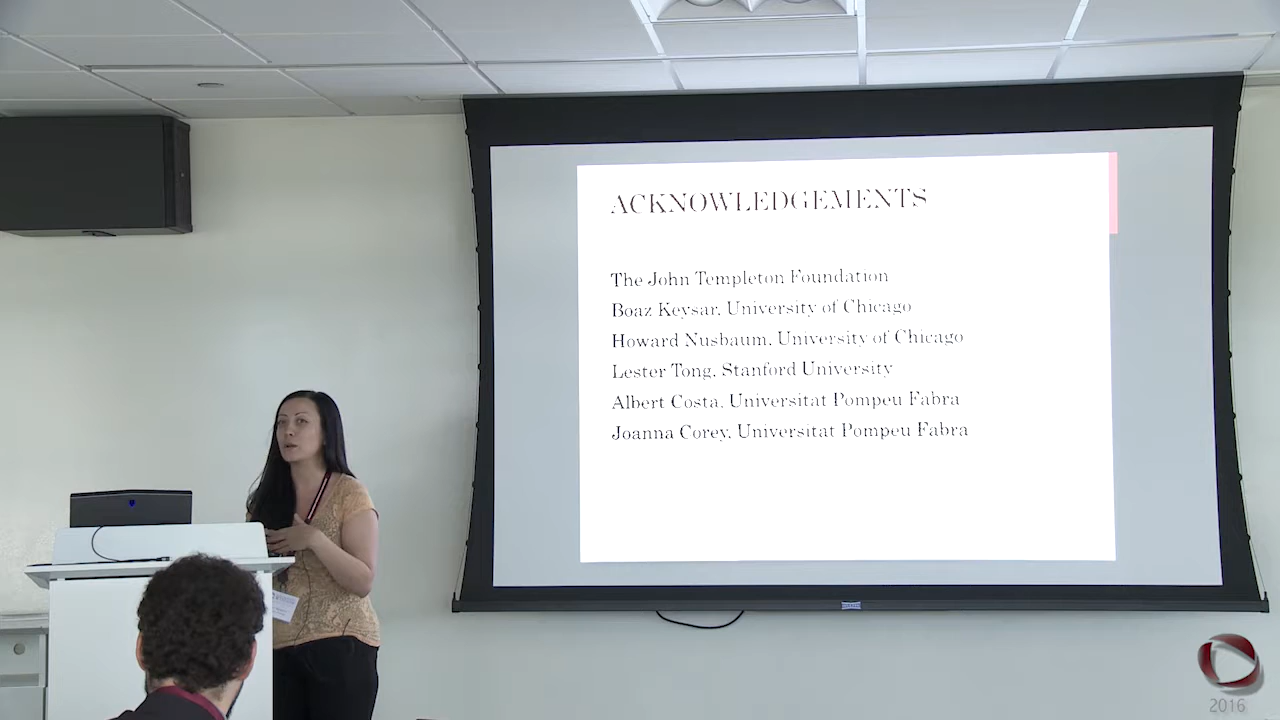 ACKNOWLEDGEMENTS
The John Templeton Foundation
Boaz Keysar, University of Chicago
Howard Nusbaum, University of Chicago
Lester Tong, Stanford University
Albert Costa, Universitat Pompeu Fabra
Joanna Corey, Universitat Pompeu Fabra
2016